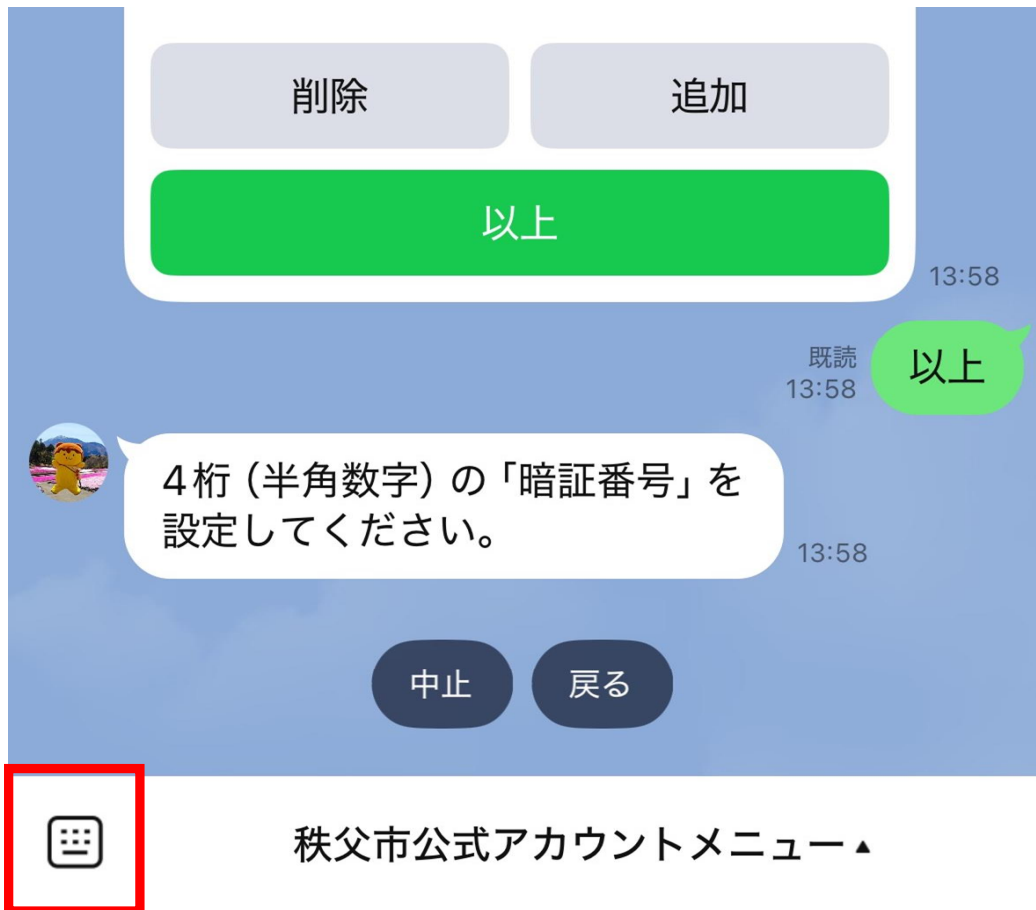 削除
追加
以上
13:58
既読
13:58
以上
4桁（半角数字）の「暗証番号」を
設定してください。
13:58
中止
戻る
秩父市公式アカウントメニュー▲